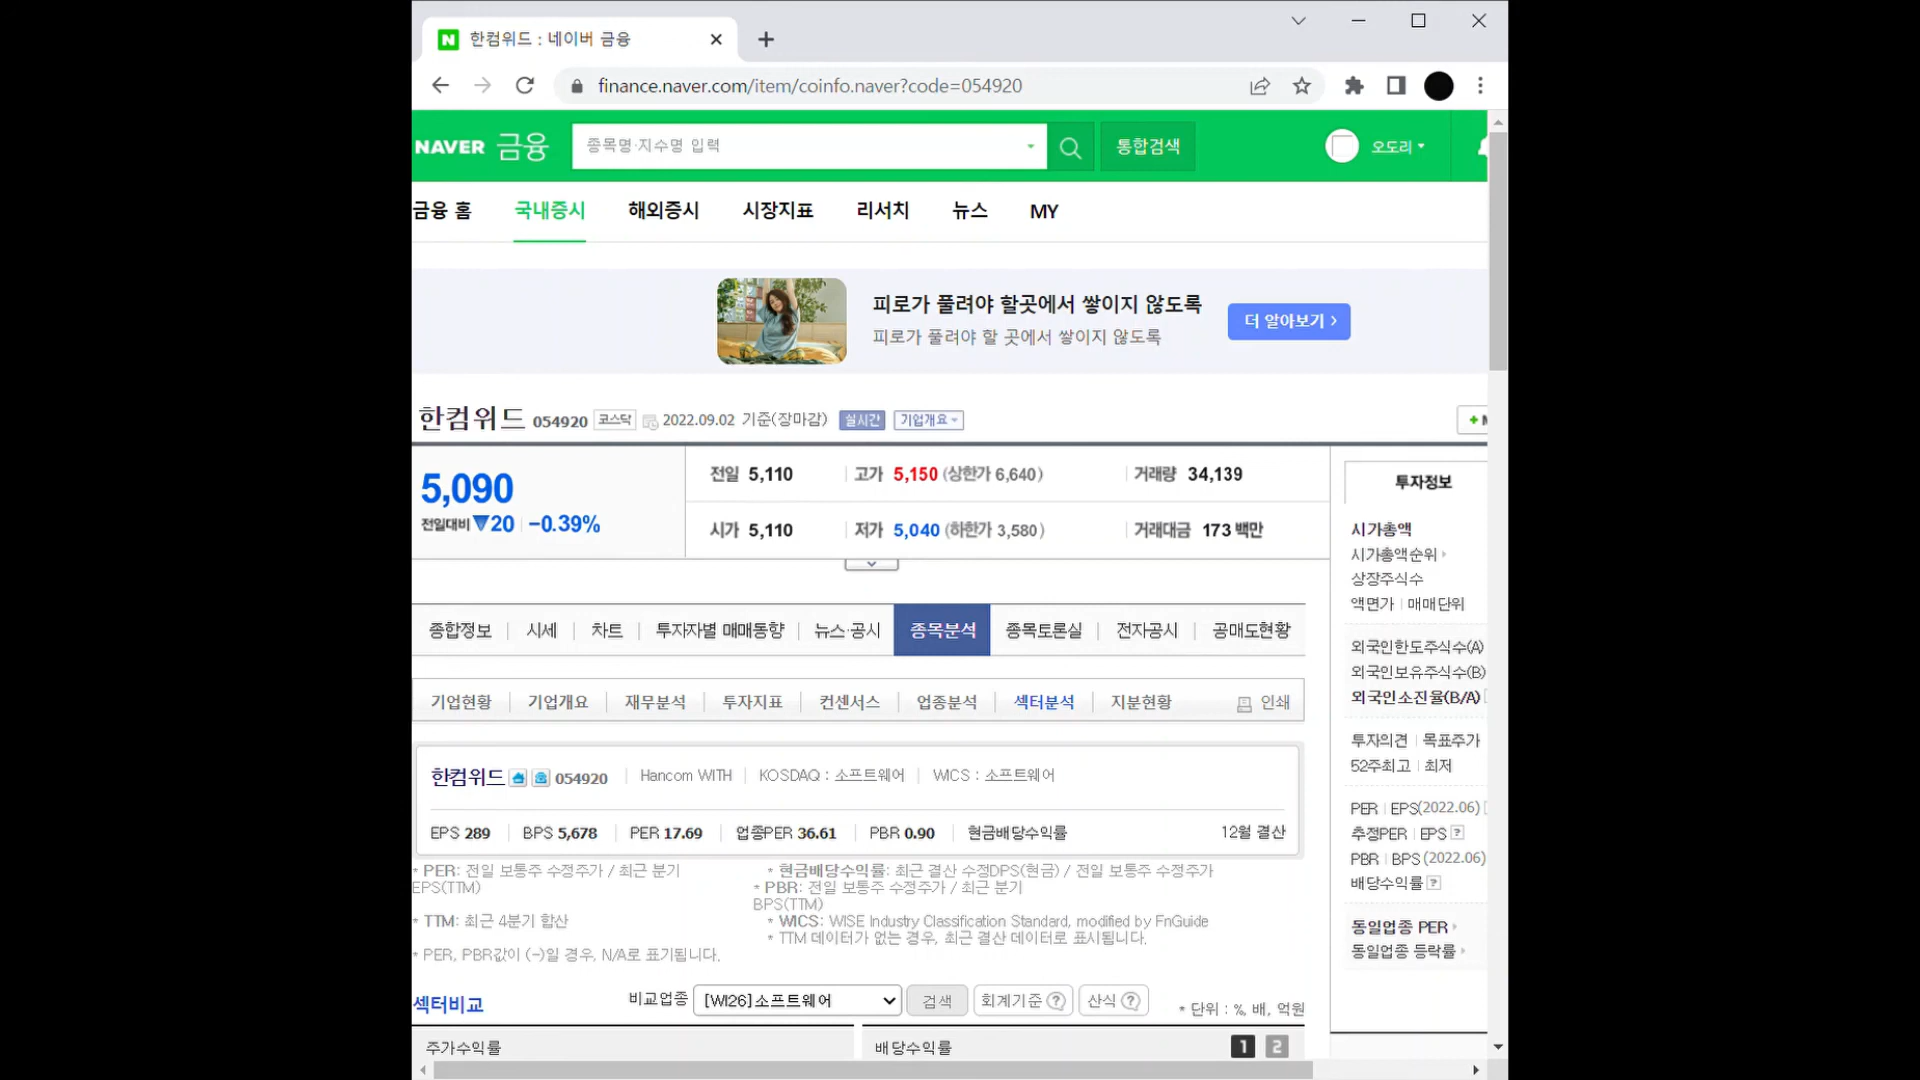 한컴위드 : 네이버 금융
finance.naver.com/item/coinfo.naver?code=054920
NAVER 금융 종목명·지수명 입력 통합검색 오도리
금융 홈 국내증시 해외증시 시장지표 리서치 뉴스 MY
피로가 풀려야 할곳에서 쌓이지 않도록
피로가 풀려야 할 곳에서 쌓이지 않도록
더 알아보기 >
한컴위드 054920 코스닥 2022.09.02 기준(장마감) 실시간 기업개요
5,090
전일대비 ▼20 -0.39%
전일 5,110 고가 5,150 (상한가 6,640) 거래량 34,139
시가 5,110 저가 5,040 (하한가 3,580) 거래대금 173 백만
종합정보 시세 차트 투자자별 매매동향 뉴스·공시 종목분석 종목토론실 전자공시 공매도현황
기업현황 기업개요 재무분석 투자지표 컨센서스 업종분석 섹터분석 지분현황 인쇄
한컴위드 054920 Hancom WITH KOSDAQ : 소프트웨어 WICS : 소프트웨어
EPS 289 BPS 5,678 PER 17.69 업종PER 36.61 PBR 0.90 현금배당수익률 12월 결산
* PER: 전일 보통주 수정주가 / 최근 분기
EPS(TTM)
* TTM: 최근 4분기 합산
* PER, PBR값이 (-)일 경우, N/A로 표기됩니다.
* 현금배당수익률: 최근 결산 수정DPS(현금) / 전일 보통주 수정주가
* PBR: 전일 보통주 수정주가 / 최근 분기
BPS(TTM)
* WICS: WISE Industry Classification Standard, modified by FnGuide
* TTM 데이터가 없는 경우, 최근 결산 데이터로 표시됩니다.
섹터비교 비교업종 [WI26]소프트웨어 검색 회계기준 ? 산식 ? * 단위 : %, 배, 억원
주가수익률 배당수익률 1 2
투자정보
시가총액
시가총액순위
상장주식수
액면가 | 매매단위
외국인한도주식수(A)
외국인보유주식수(B)
외국인소진율(B/A)
투자의견 | 목표주가
52주최고 | 최저
PER | EPS(2022.06)
추정PER | EPS ?
PBR | BPS (2022.06)
배당수익률 ?
동일업종 PER
동일업종 등락률